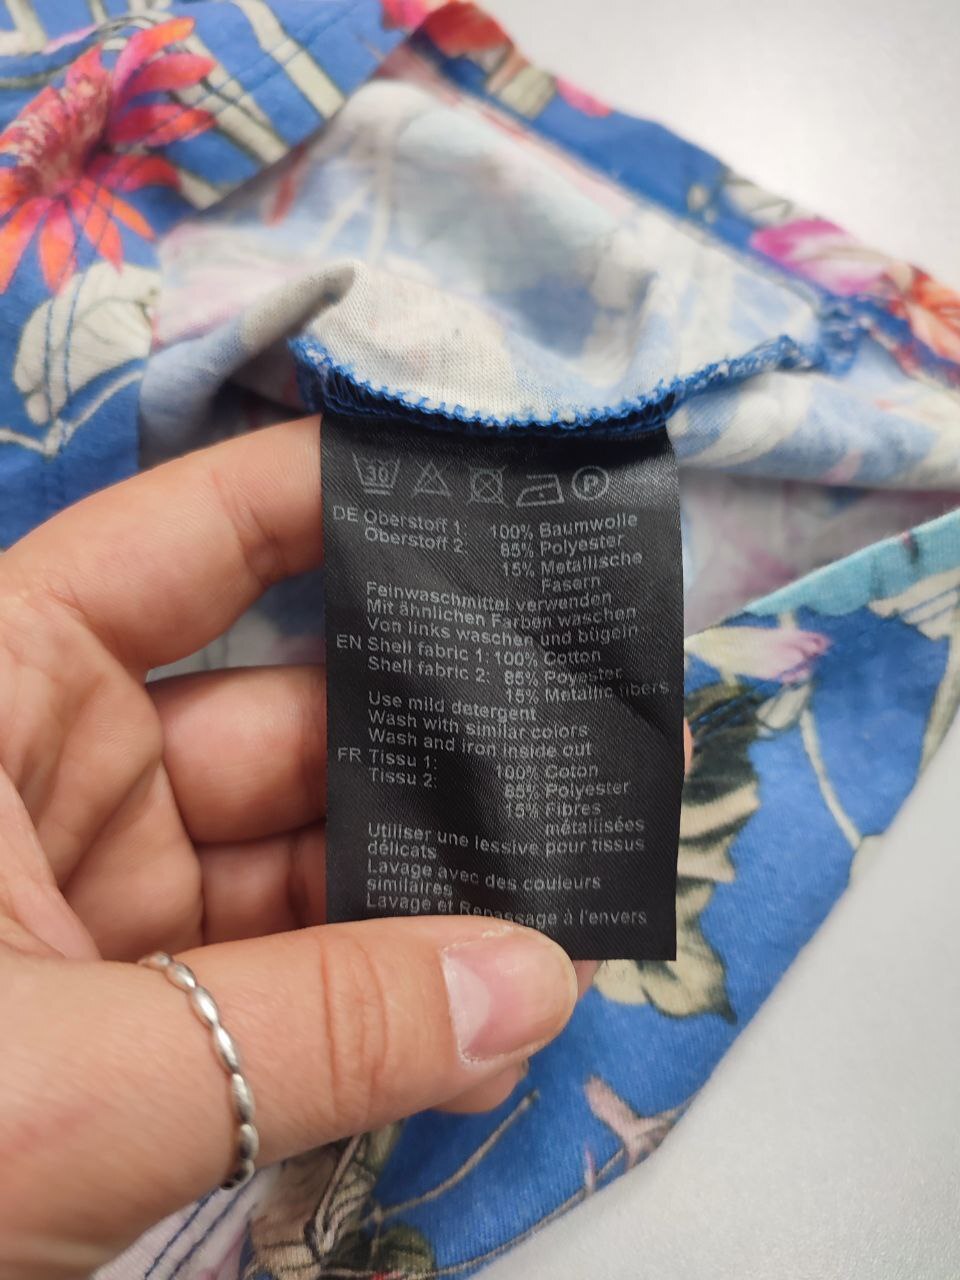 30
P
DE Oberstoff 1: 100% Baumwolle
Oberstoff 2: 85% Polyester
15% Metallische
Fasern
Feinwaschmittel verwenden
Mit ähnlichen Farben waschen
Von links waschen und bügeln
EN Shell fabric 1: 100% Cotton
Shell fabric 2: 85% Polyester
15% Metallic fibers
Use mild detergent
Wash with similar colors
Wash and iron inside out
FR Tissu 1: 100% Coton
Tissu 2: 85% Polyester
15% Fibres
métallisées
Utiliser une lessive pour tissus
délicats
Lavage avec des couleurs
similaires
Lavage et Repassage à l'envers